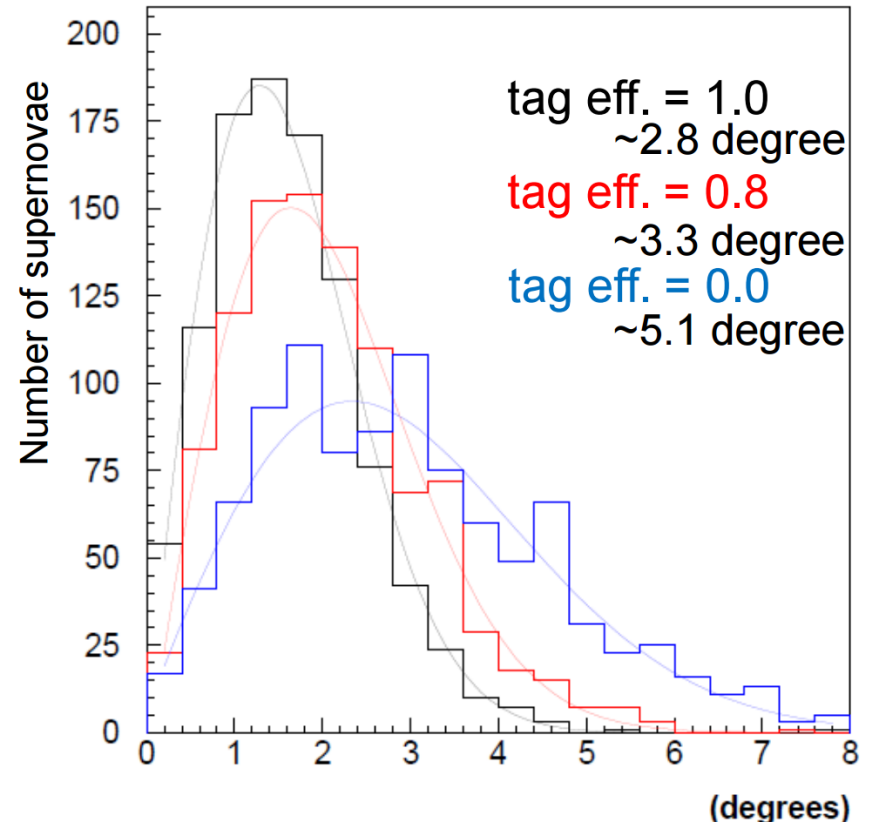 Number of supernovae
200
175
150
125
100
75
50
25
0
tag eff. = 1.0
~2.8 degree
tag eff. = 0.8
~3.3 degree
tag eff. = 0.0
~5.1 degree
0 1 2 3 4 5 6 7 8
(degrees)